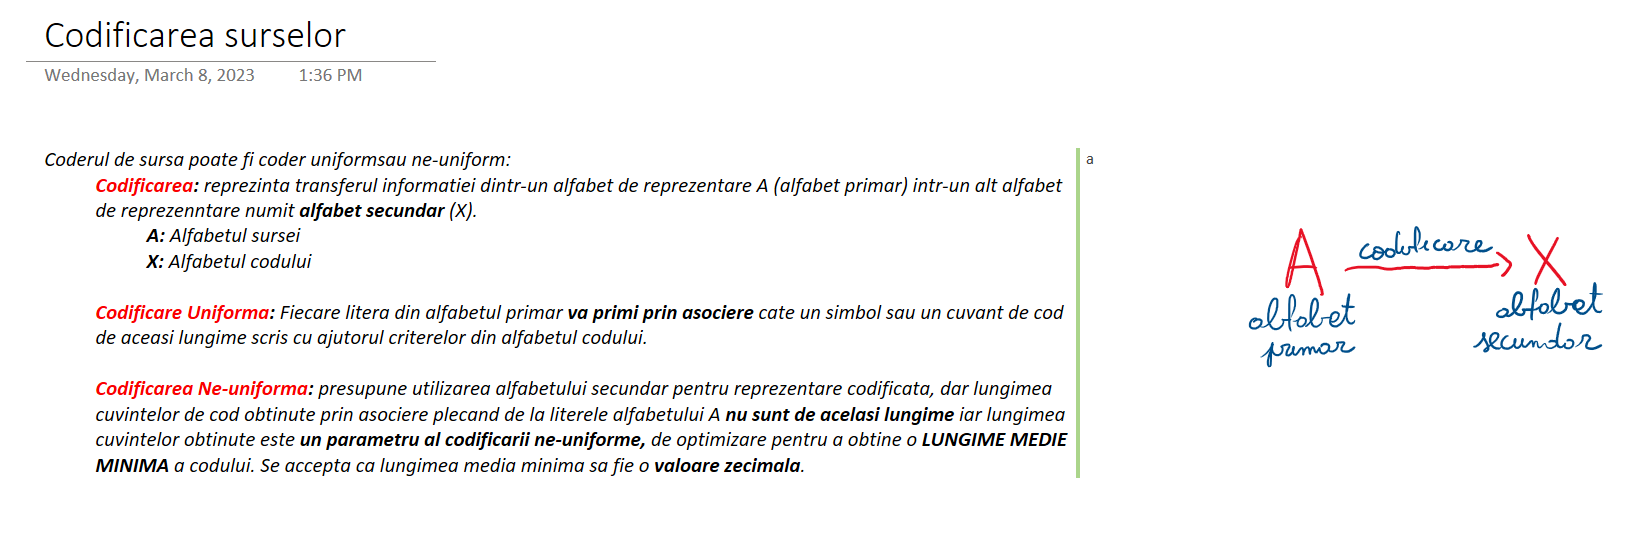 Codificarea surselor
Wednesday, March 8, 2023 1:36 PM
Coderul de sursa poate fi coder uniformsau ne-uniform:
Codificarea: reprezinta transferul informatiei dintr-un alfabet de reprezentare A (alfabet primar) intr-un alt alfabet
de reprezenntare numit alfabet secundar (X).
A: Alfabetul sursei
X: Alfabetul codului
Codificare Uniforma: Fiecare litera din alfabetul primar va primi prin asociere cate un simbol sau un cuvant de cod
de aceasi lungime scris cu ajutorul criterelor din alfabetul codului.
Codificarea Ne-uniforma: presupune utilizarea alfabetului secundar pentru reprezentare codificata, dar lungimea
cuvintelor de cod obtinute prin asociere plecand de la literele alfabetului A nu sunt de acelasi lungime iar lungimea
cuvintelor obtinute este un parametru al codificarii ne-uniforme, de optimizare pentru a obtine o LUNGIME MEDIE
MINIMA a codului. Se accepta ca lungimea media minima sa fie o valoare zecimala.
a
A codificare X
alfabet alfabet
primar secundar